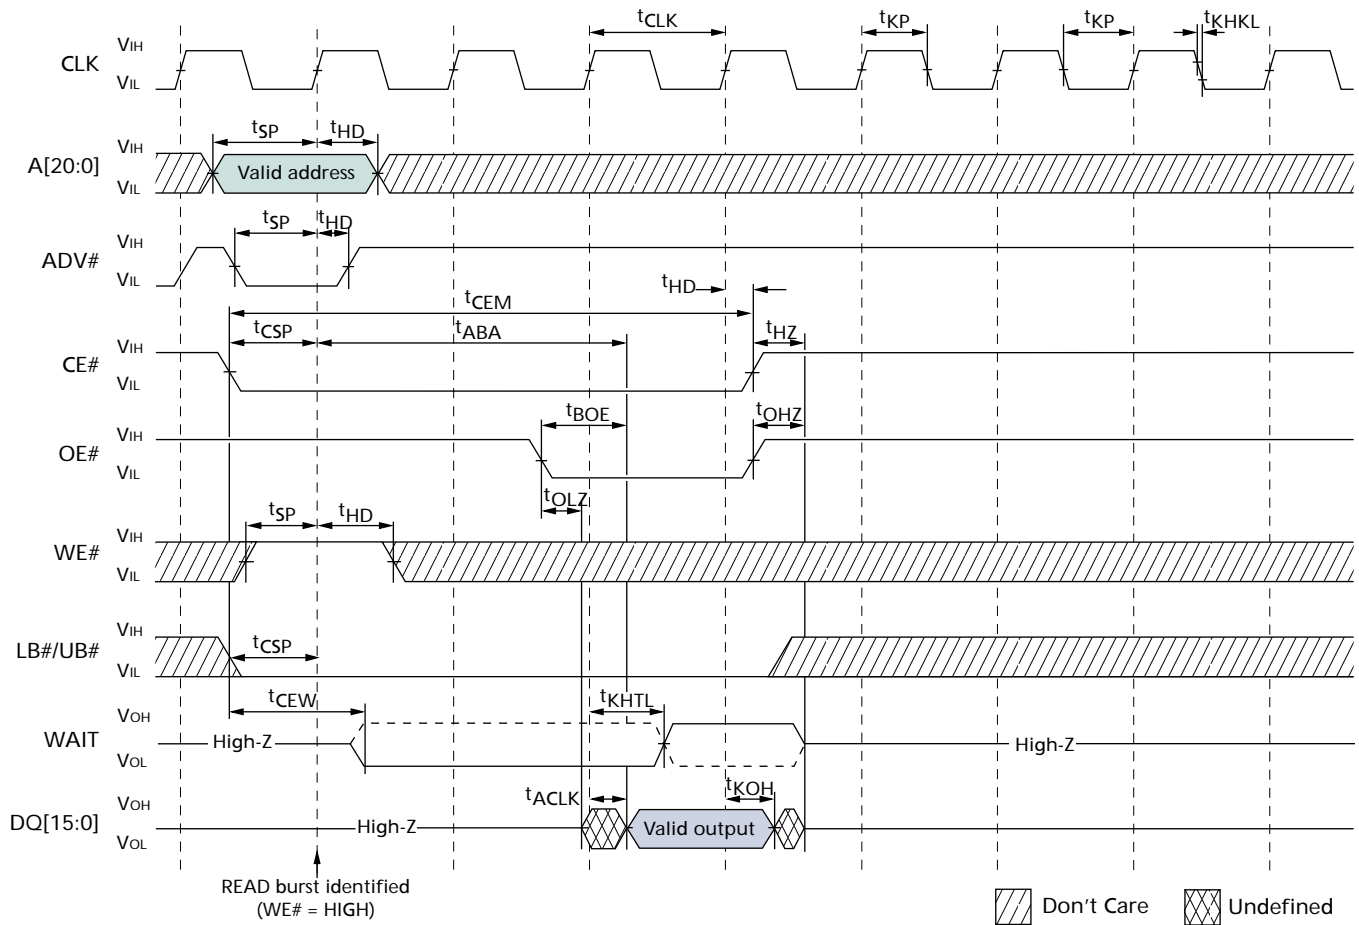 tCLK tKP tKP tKHKL
CLK VIH
VIL
tSP tHD
A[20:0] VIH
VIL
Valid address
tSP tHD
ADV# VIH
VIL
tHD
tCEM
tCSP tABA tHZ
CE# VIH
VIL
tBOE tOHZ
OE# VIH
VIL
tOLZ
tSP tHD
WE# VIH
VIL
LB#/UB# VIH
VIL
tCSP
tCEW tKHTL
WAIT VOH
VOL
High-Z High-Z
tACLK tKOH
DQ[15:0] VOH
VOL
High-Z Valid output
READ burst identified
(WE# = HIGH)
Don't Care Undefined